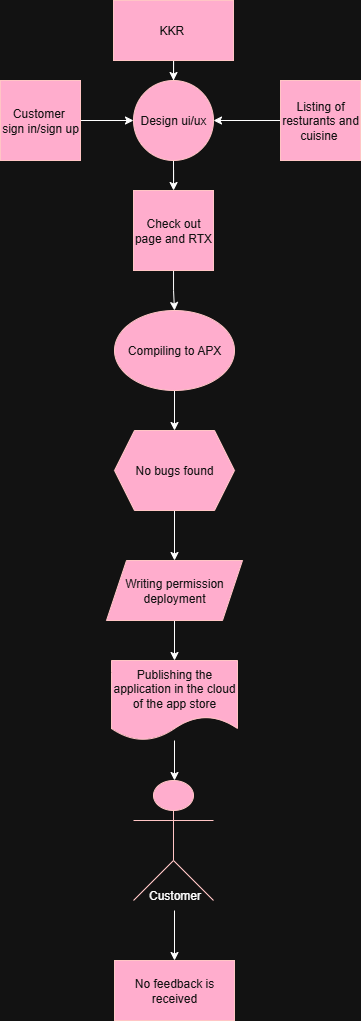 KKR
Customer
sign in/sign up
Design ui/ux
Listing of
resturants and
cuisine
Check out
page and RTX
Compiling to APX
No bugs found
Writing permission
deployment
Publishing the
application in the cloud
of the app store
Customer
No feedback is
received